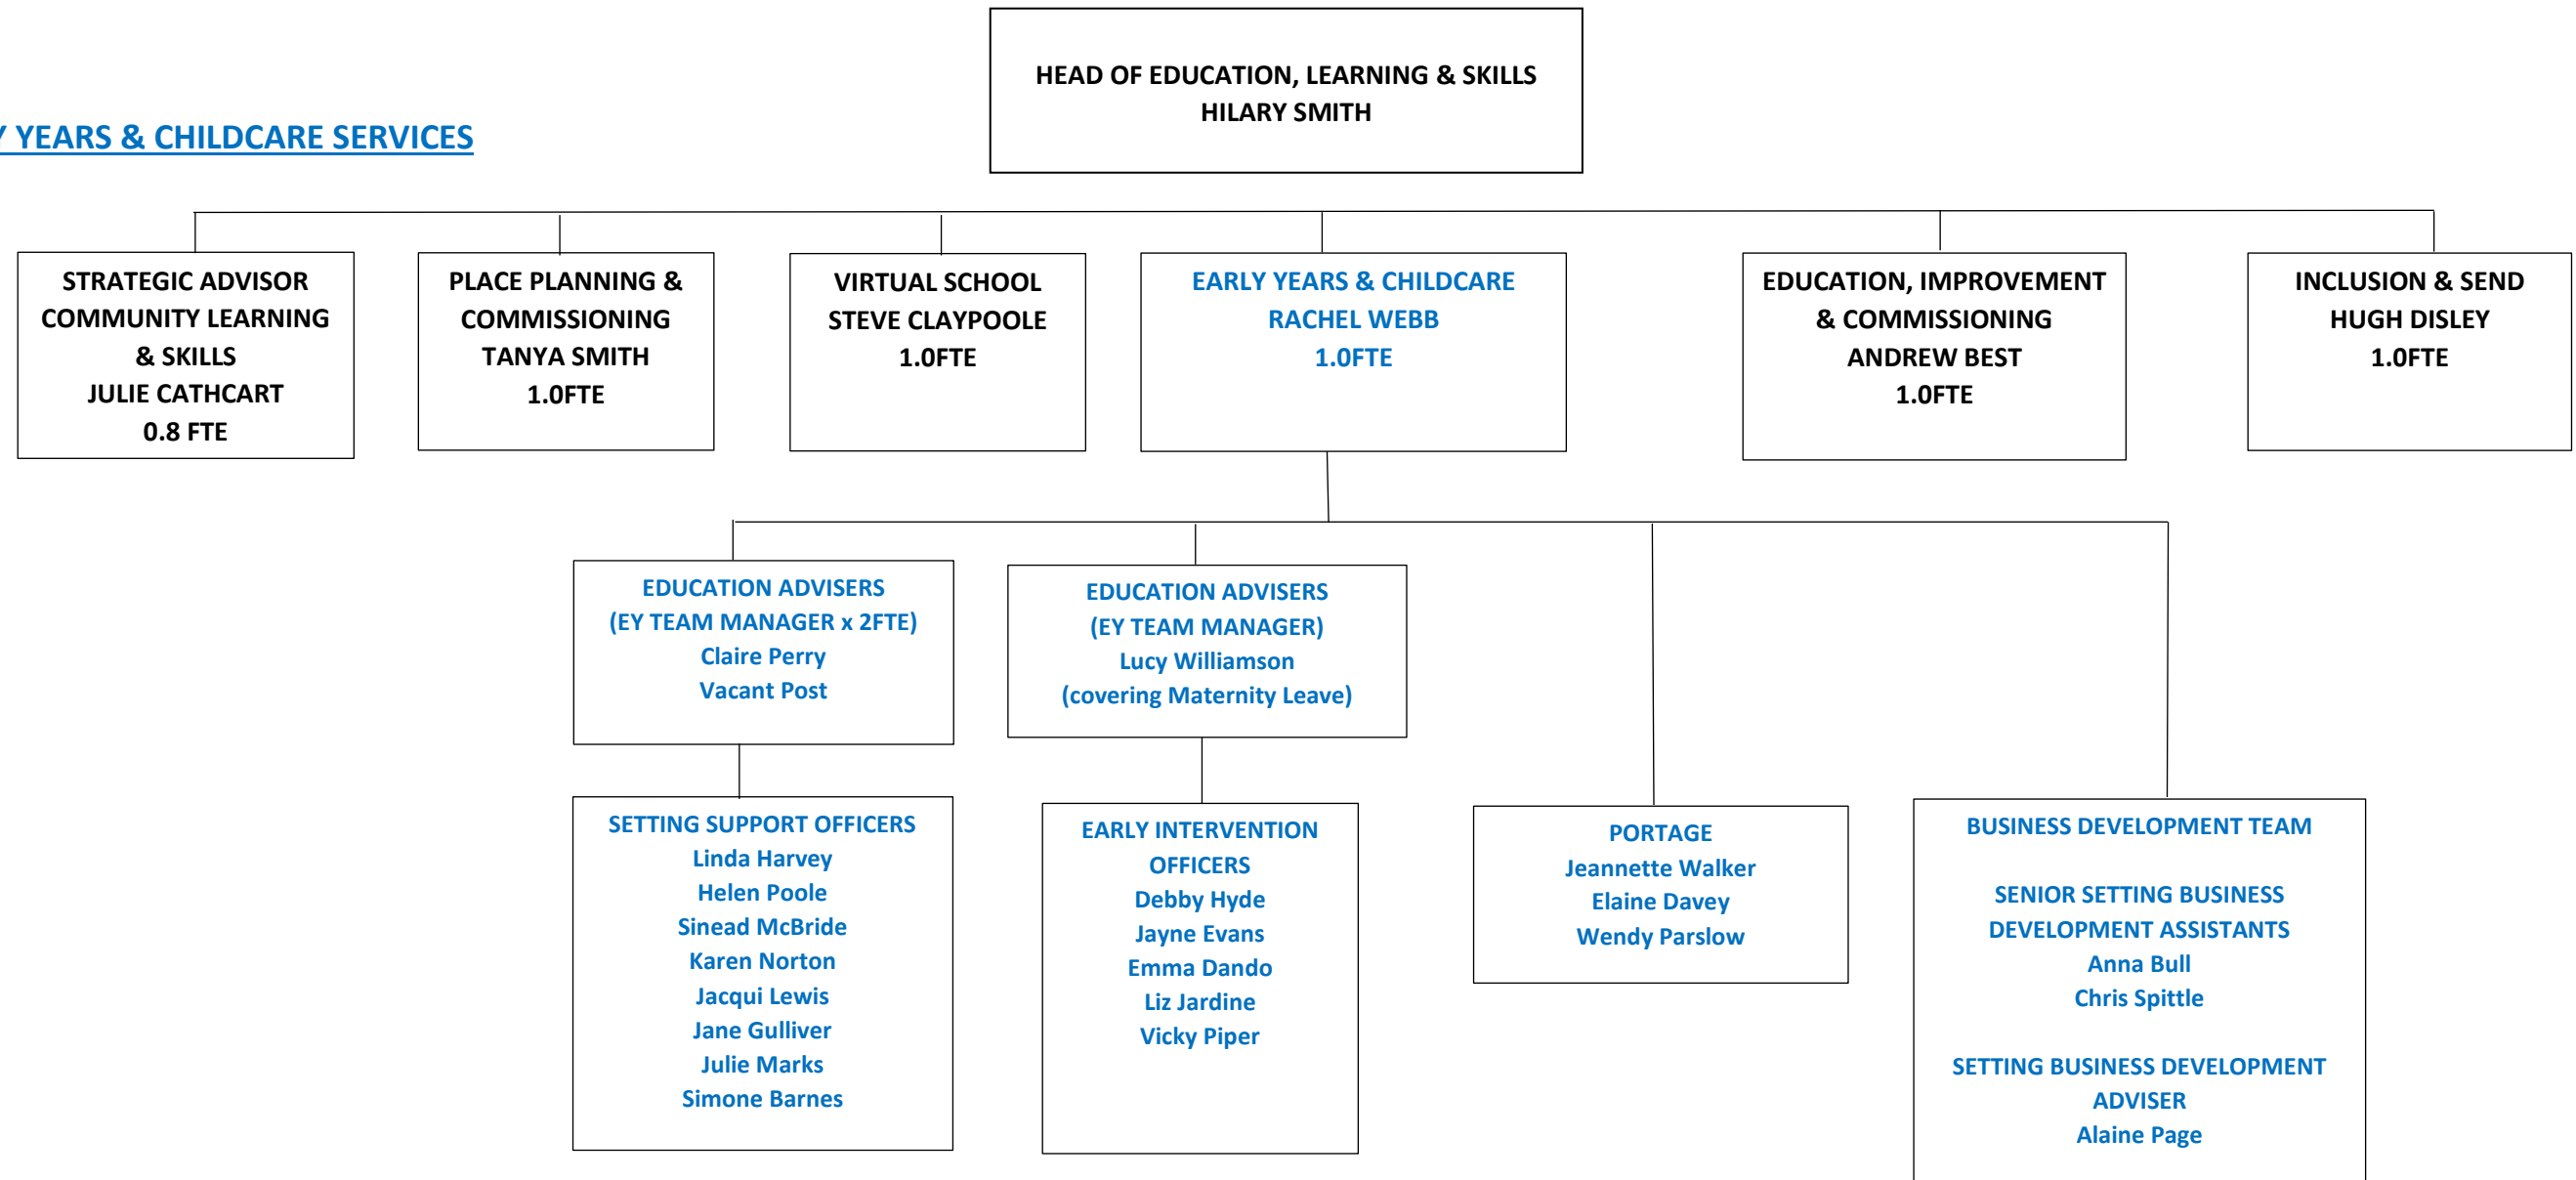 HEAD OF EDUCATION, LEARNING & SKILLS
HILARY SMITH
Y YEARS & CHILDCARE SERVICES
STRATEGIC ADVISOR
COMMUNITY LEARNING
& SKILLS
JULIE CATHCART
0.8 FTE
PLACE PLANNING &
COMMISSIONING
TANYA SMITH
1.0FTE
VIRTUAL SCHOOL
STEVE CLAYPOOLE
1.0FTE
EARLY YEARS & CHILDCARE
RACHEL WEBB
1.0FTE
EDUCATION, IMPROVEMENT
& COMMISSIONING
ANDREW BEST
1.0FTE
INCLUSION & SEND
HUGH DISLEY
1.0FTE
EDUCATION ADVISERS
(EY TEAM MANAGER x 2FTE)
Claire Perry
Vacant Post
EDUCATION ADVISERS
(EY TEAM MANAGER)
Lucy Williamson
(covering Maternity Leave)
SETTING SUPPORT OFFICERS
Linda Harvey
Helen Poole
Sinead McBride
Karen Norton
Jacqui Lewis
Jane Gulliver
Julie Marks
Simone Barnes
EARLY INTERVENTION
OFFICERS
Debby Hyde
Jayne Evans
Emma Dando
Liz Jardine
Vicky Piper
PORTAGE
Jeannette Walker
Elaine Davey
Wendy Parslow
BUSINESS DEVELOPMENT TEAM
SENIOR SETTING BUSINESS
DEVELOPMENT ASSISTANTS
Anna Bull
Chris Spittle
SETTING BUSINESS DEVELOPMENT
ADVISER
Alaine Page